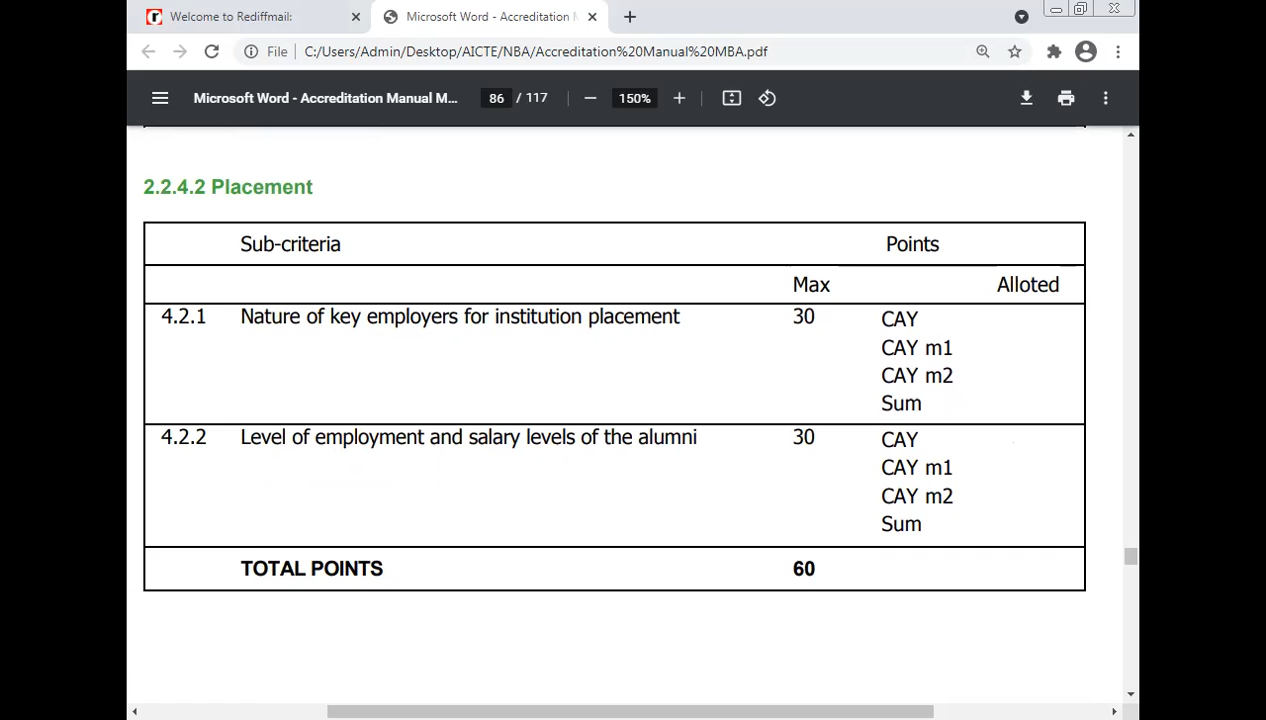 Welcome to Rediffmail:
Microsoft Word - Accreditation M
File C:/Users/Admin/Desktop/AICTE/NBA/Accreditation%20Manual%20MBA.pdf
Microsoft Word - Accreditation Manual M... 86 / 117 150%
2.2.4.2 Placement
Sub-criteria Points
Max Alloted
4.2.1 Nature of key employers for institution placement 30 CAY
CAY m1
CAY m2
Sum
4.2.2 Level of employment and salary levels of the alumni 30 CAY
CAY m1
CAY m2
Sum
TOTAL POINTS 60